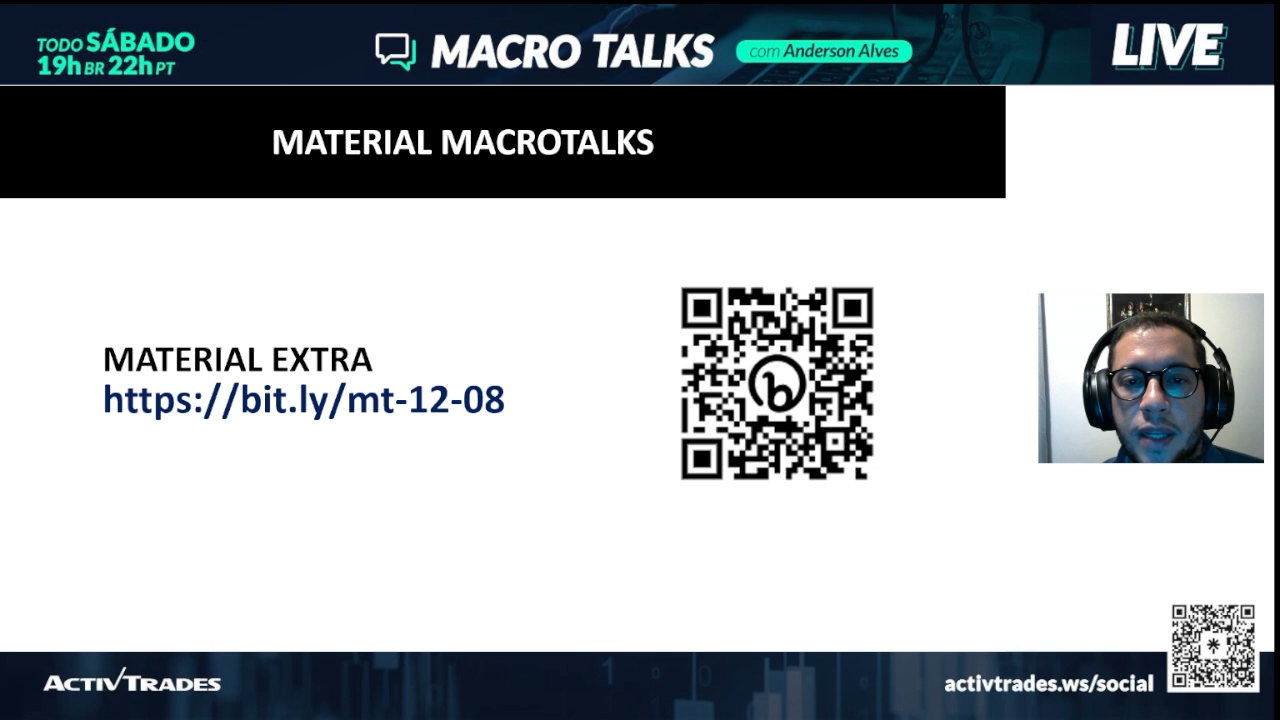 TODO SÁBADO
19h BR 22h PT
MACRO TALKS
com Anderson Alves
LIVE
MATERIAL MACROTALKS
MATERIAL EXTRA
https://bit.ly/mt-12-08
ACTIVTRADES
activtrades.ws/social